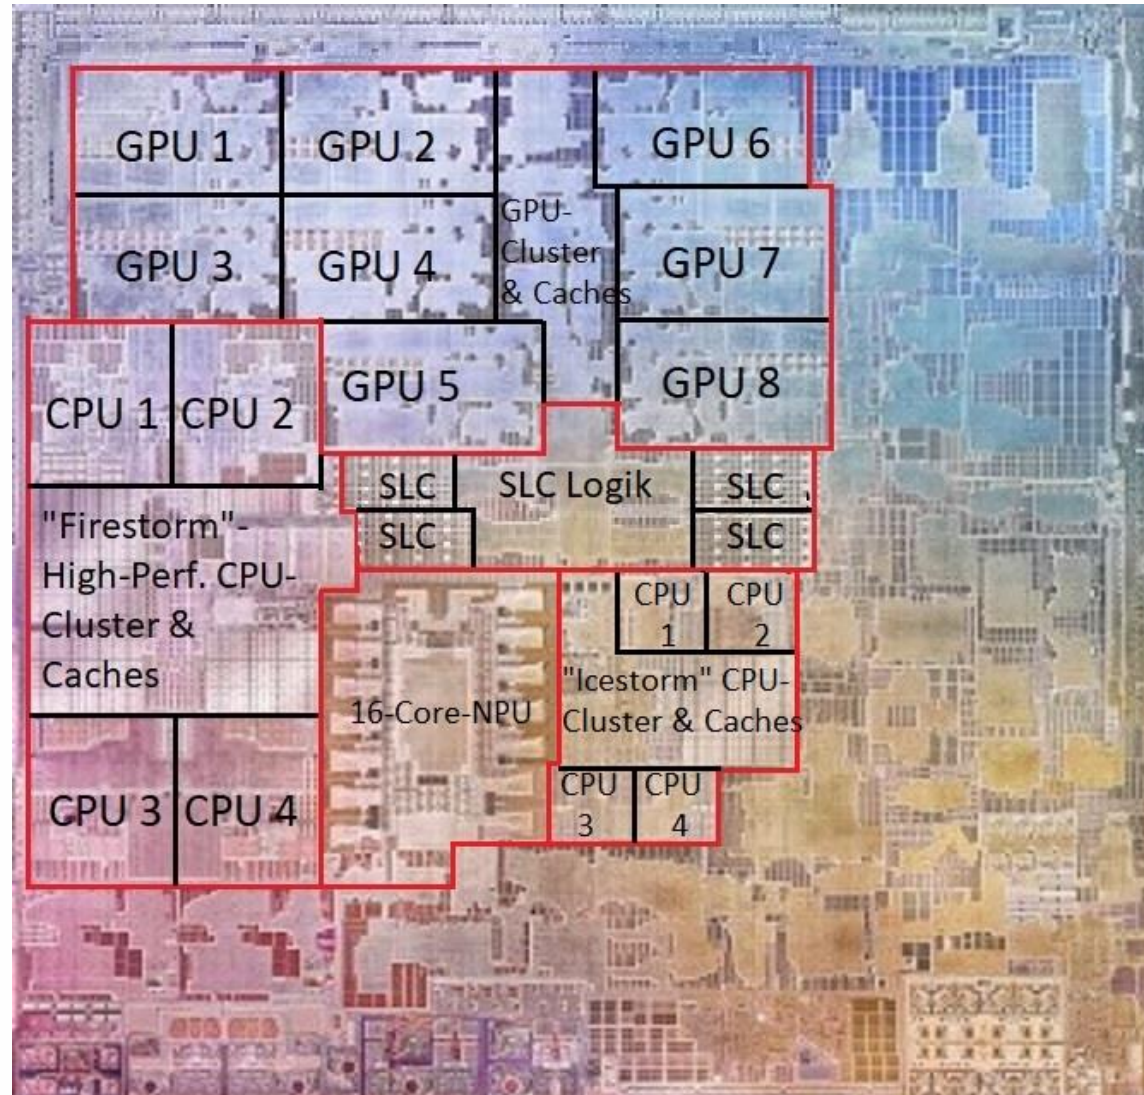 GPU 1
GPU 2
GPU 6
GPU-
Cluster
& Caches
GPU 3
GPU 4
GPU 7
GPU 5
GPU 8
CPU 1
CPU 2
SLC
SLC Logik
SLC
SLC
SLC
"Firestorm"-
High-Perf. CPU-
Cluster &
Caches
CPU
1
CPU
2
16-Core-NPU
"Icestorm" CPU-
Cluster & Caches
CPU 3
CPU 4
CPU
3
CPU
4